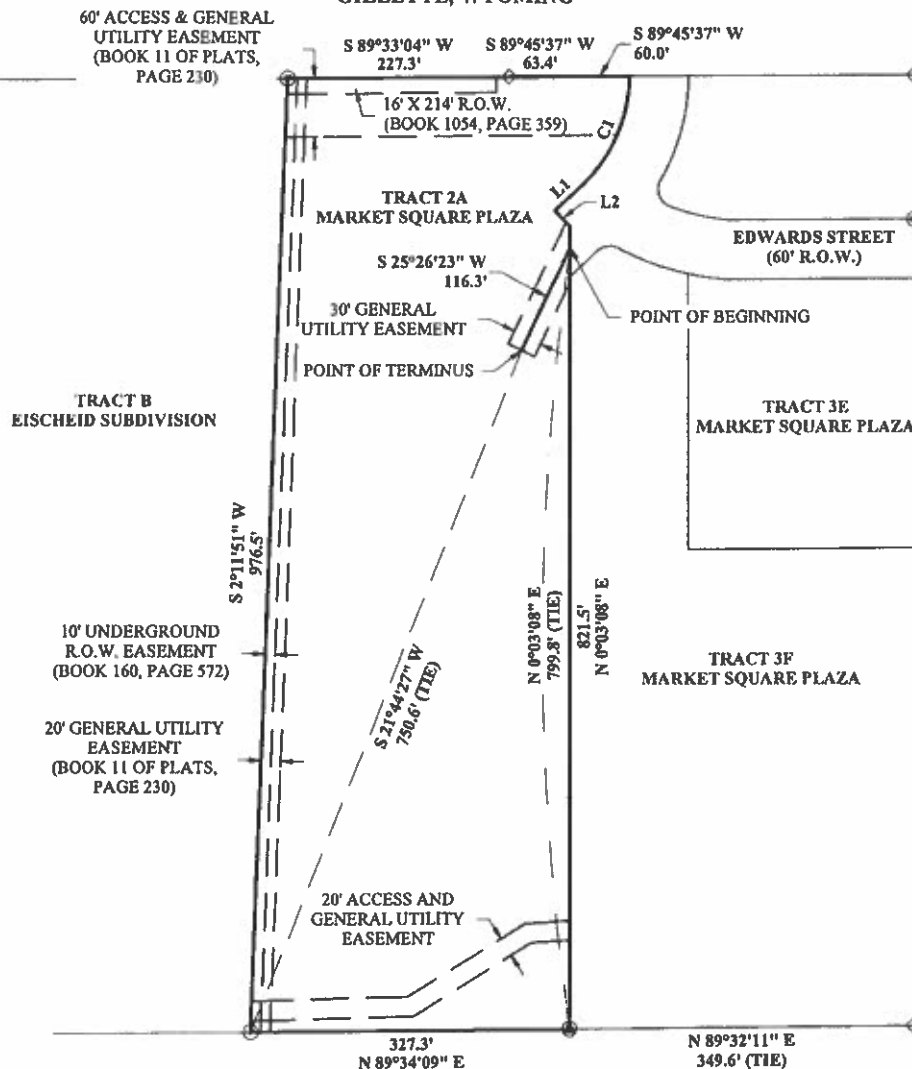 GILLETTE, WYOMING
60' ACCESS & GENERAL
UTILITY EASEMENT
(BOOK 11 OF PLATS,
PAGE 230)
S 89°33'04" W
227.3'
S 89°45'37" W
63.4'
S 89°45'37" W
60.0'
16' X 214' R.O.W.
(BOOK 1054, PAGE 359)
C1
L1
L2
TRACT 2A
MARKET SQUARE PLAZA
EDWARDS STREET
(60' R.O.W.)
S 25°26'23" W
116.3'
30' GENERAL
UTILITY EASEMENT
POINT OF BEGINNING
POINT OF TERMINUS
TRACT B
EISCHEID SUBDIVISION
TRACT 3E
MARKET SQUARE PLAZA
S 2°11'51" W
976.5'
N 0°03'08" E
799.8' (TIE)
821.5'
N 0°03'08" E
10' UNDERGROUND
R.O.W. EASEMENT
(BOOK 160, PAGE 572)
TRACT 3F
MARKET SQUARE PLAZA
S 21°44'27" W
750.6' (TIE)
20' GENERAL UTILITY
EASEMENT
(BOOK 11 OF PLATS,
PAGE 230)
20' ACCESS AND
GENERAL UTILITY
EASEMENT
327.3'
N 89°34'09" E
N 89°32'11" E
349.6' (TIE)